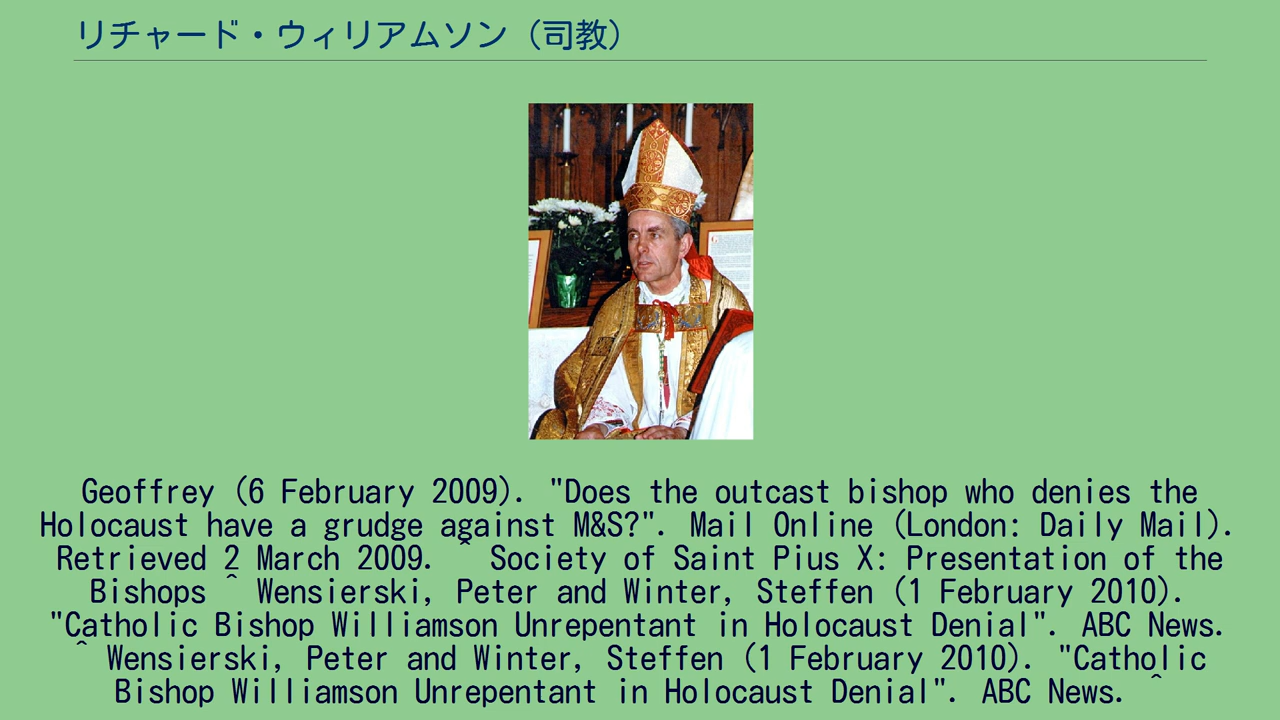 リチャード・ウィリアムソン（司教）
Geoffrey (6 February 2009). "Does the outcast bishop who denies the
Holocaust have a grudge against M&S?". Mail Online (London: Daily Mail).
Retrieved 2 March 2009. ^ Society of Saint Pius X: Presentation of the
Bishops ^ Wensierski, Peter and Winter, Steffen (1 February 2010).
"Catholic Bishop Williamson Unrepentant in Holocaust Denial". ABC News.
^ Wensierski, Peter and Winter, Steffen (1 February 2010). "Catholic
Bishop Williamson Unrepentant in Holocaust Denial". ABC News. ^